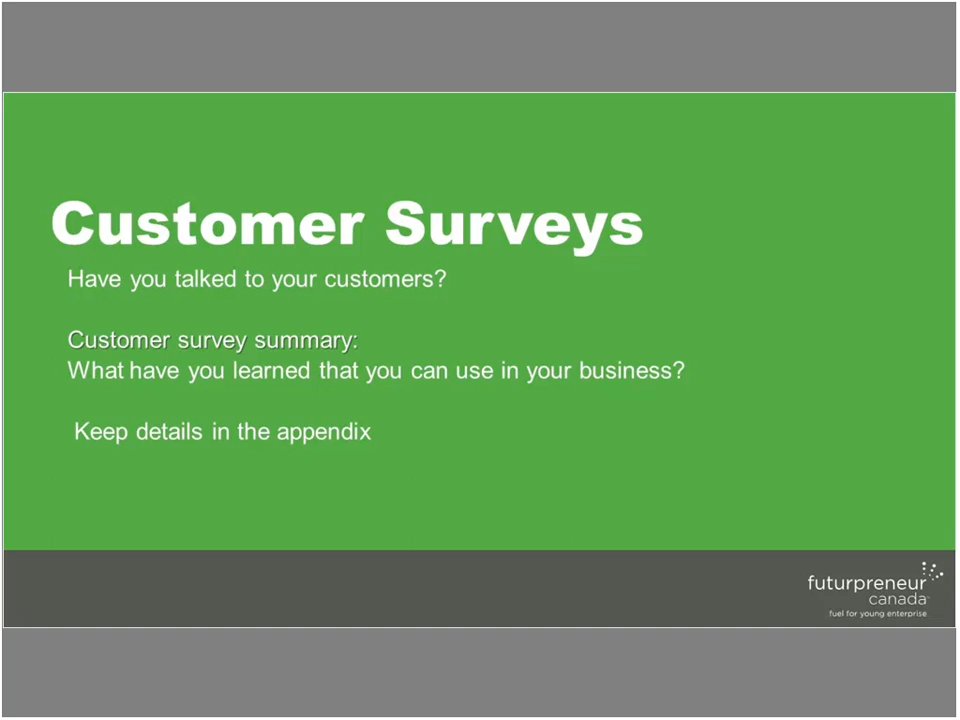 Customer Surveys
Have you talked to your customers?
Customer survey summary:
What have you learned that you can use in your business?
Keep details in the appendix
futurpreneur
canada
fuel for young enterprise